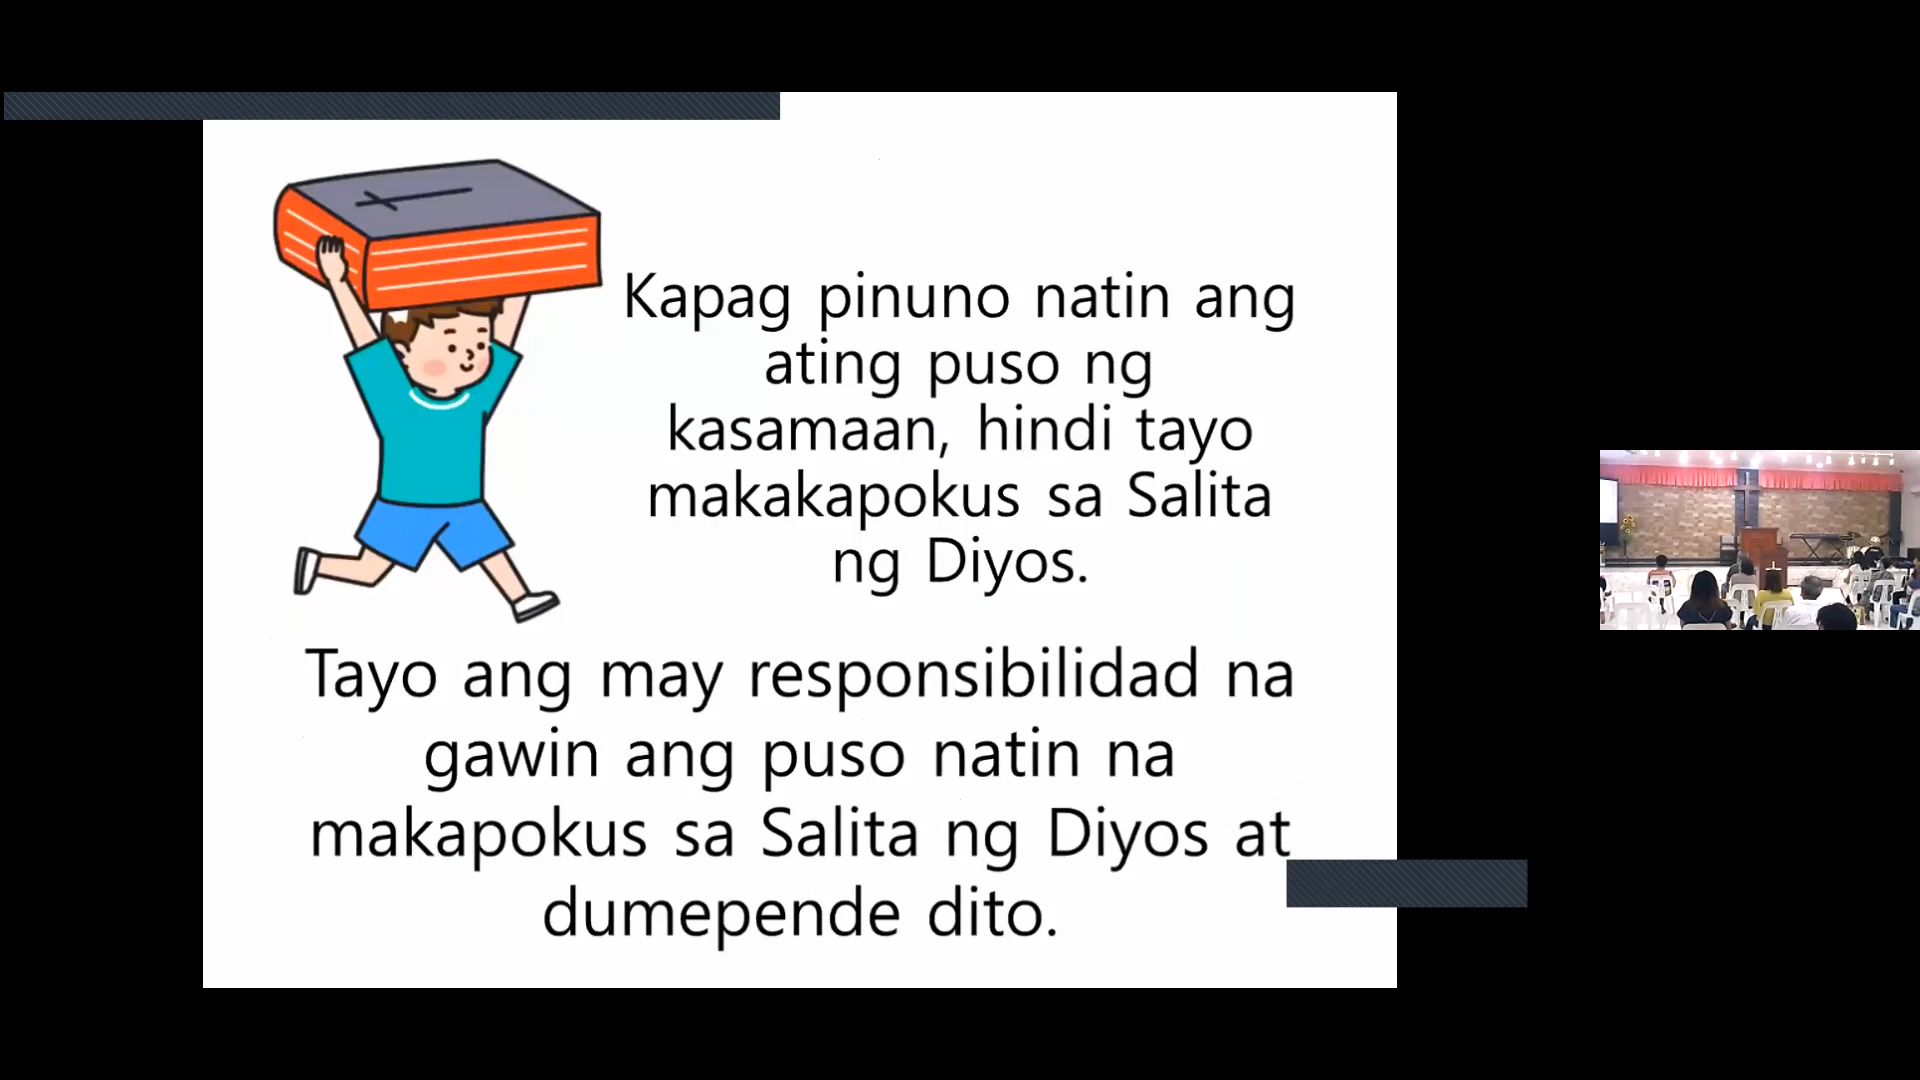 Kapag pinuno natin ang
ating puso ng
kasamaan, hindi tayo
makakapokus sa Salita
ng Diyos.
Tayo ang may responsibilidad na
gawin ang puso natin na
makapokus sa Salita ng Diyos at
dumepende dito.